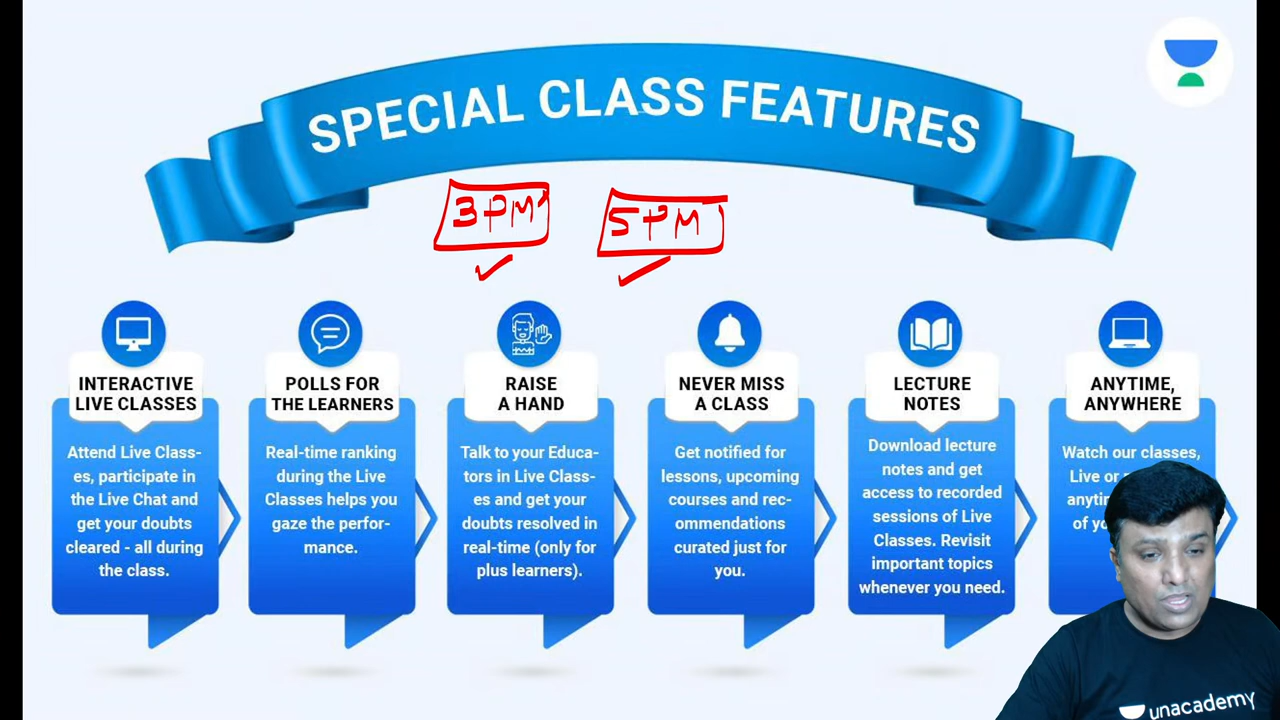 SPECIAL CLASS FEATURES
3PM
5PM
INTERACTIVE
LIVE CLASSES
Attend Live Class-
es, participate in
the Live Chat and
get your doubts
cleared - all during
the class.
POLLS FOR
THE LEARNERS
Real-time ranking
during the Live
Classes helps you
gaze the perfor-
mance.
RAISE
A HAND
Talk to your Educa-
tors in Live Class-
es and get your
doubts resolved in
real-time (only for
plus learners).
NEVER MISS
A CLASS
Get notified for
lessons, upcoming
courses and rec-
ommendations
curated just for
you.
LECTURE
NOTES
Download lecture
notes and get
access to recorded
sessions of Live
Classes. Revisit
important topics
whenever you need.
ANYTIME,
ANYWHERE
Watch our classes,
Live or
of
unacademy